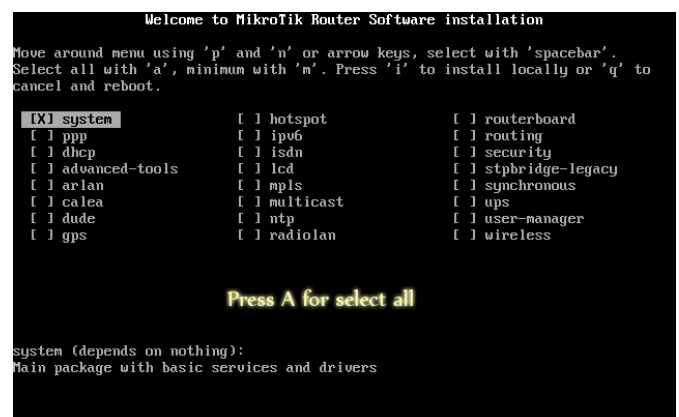 Welcome to MikroTik Router Software installation
Move around menu using 'p' and 'n' or arrow keys, select with 'spacebar'.
Select all with 'a', minimum with 'm'. Press 'i' to install locally or 'q' to
cancel and reboot.
[X] system [ ] hotspot [ ] routerboard
[ ] ppp [ ] ipv6 [ ] routing
[ ] dhcp [ ] isdn [ ] security
[ ] advanced-tools [ ] lcd [ ] stpbridge-legacy
[ ] arlan [ ] mpls [ ] synchronous
[ ] calea [ ] multicast [ ] ups
[ ] dude [ ] ntp [ ] user-manager
[ ] gps [ ] radiolan [ ] wireless
Press A for select all
system (depends on nothing):
Main package with basic services and drivers